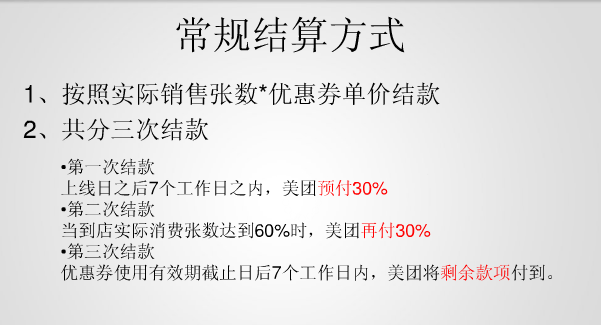 常规结算方式
1、按照实际销售张数*优惠券单价结款
2、共分三次结款
•第一次结款
上线日之后7个工作日之内，美团预付30%
•第二次结款
当到店实际消费张数达到60%时，美团再付30%
•第三次结款
优惠券使用有效期截止日后7个工作日内，美团将剩余款项付到。